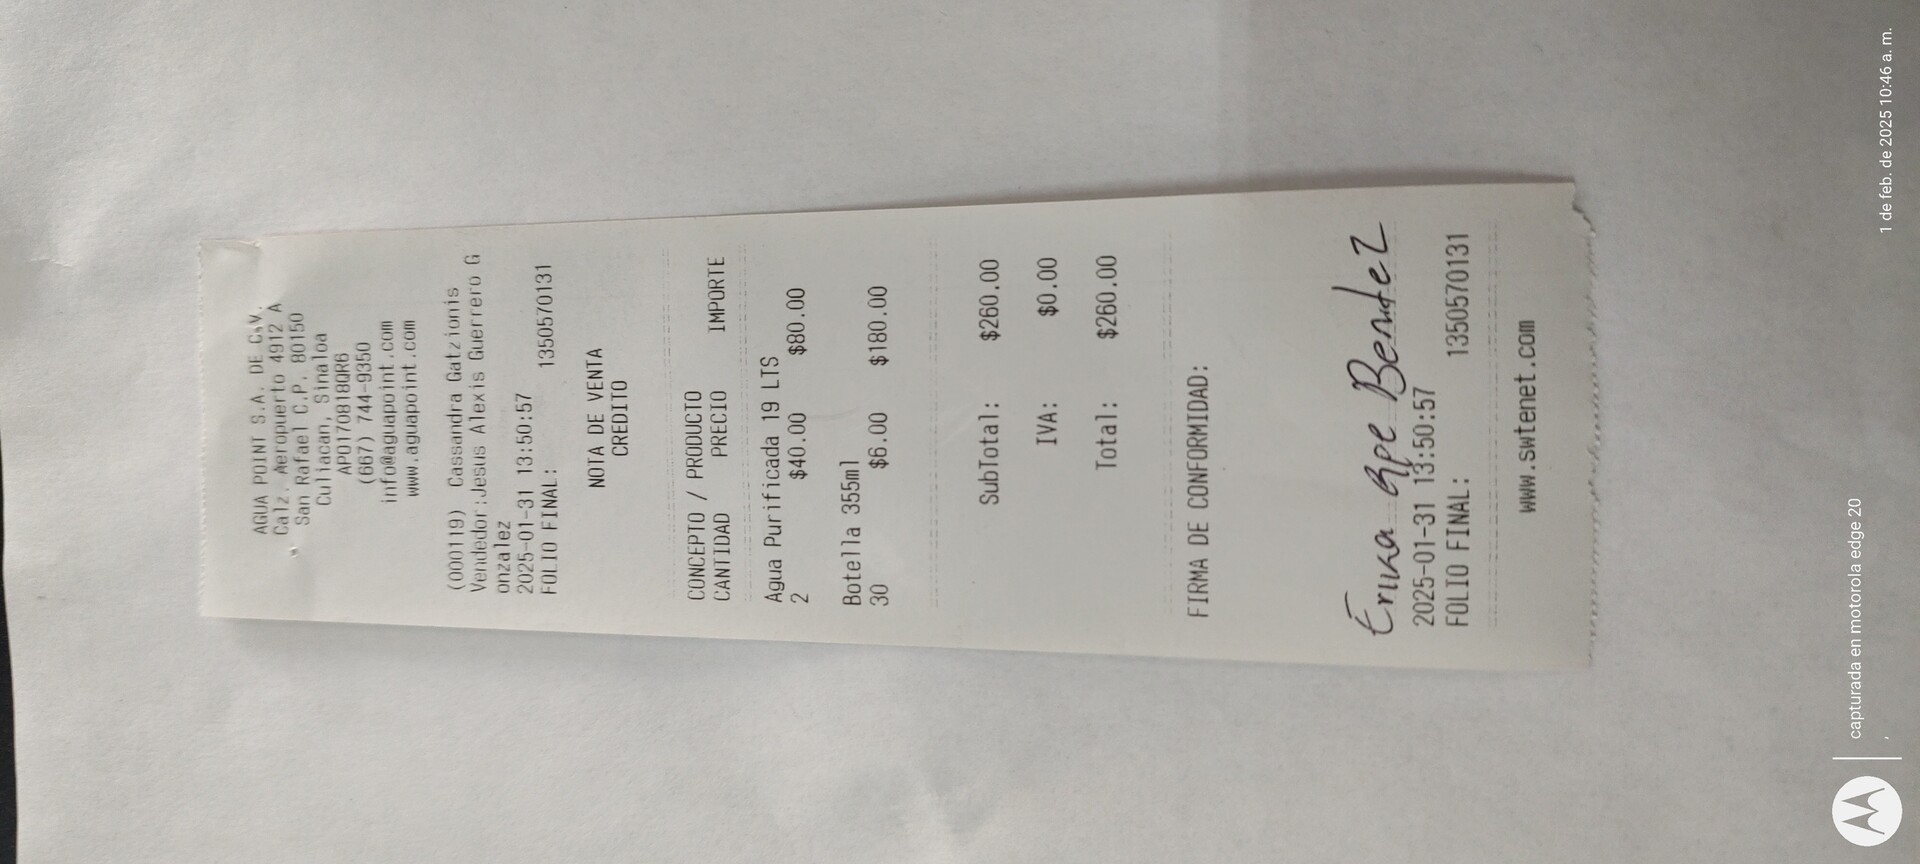 AGUA POINT S.A. DE C.V.
Calz. Aeropuerto 4912 A
San Rafael C.P. 80150
Culiacan, Sinaloa
APO170818QR6
(667) 744-9350
info@aguapoint.com
www.aguapoint.com
(000119) Cassandra Gatzionis
Vendedor:Jesus Alexis Guerrero G
onzalez
2025-01-31 13:50:57
FOLIO FINAL: 1350570131
NOTA DE VENTA
CREDITO
CONCEPTO / PRODUCTO
CANTIDAD PRECIO IMPORTE
Agua Purificada 19 LTS
2 $40.00 $80.00
Botella 355ml
30 $6.00 $180.00
SubTotal: $260.00
IVA: $0.00
Total: $260.00
FIRMA DE CONFORMIDAD:
Erika Gpe Benitez
2025-01-31 13:50:57
FOLIO FINAL: 1350570131
www.swtenet.com
capturada en motorola edge 20
1 de feb. de 2025 10:46 a. m.